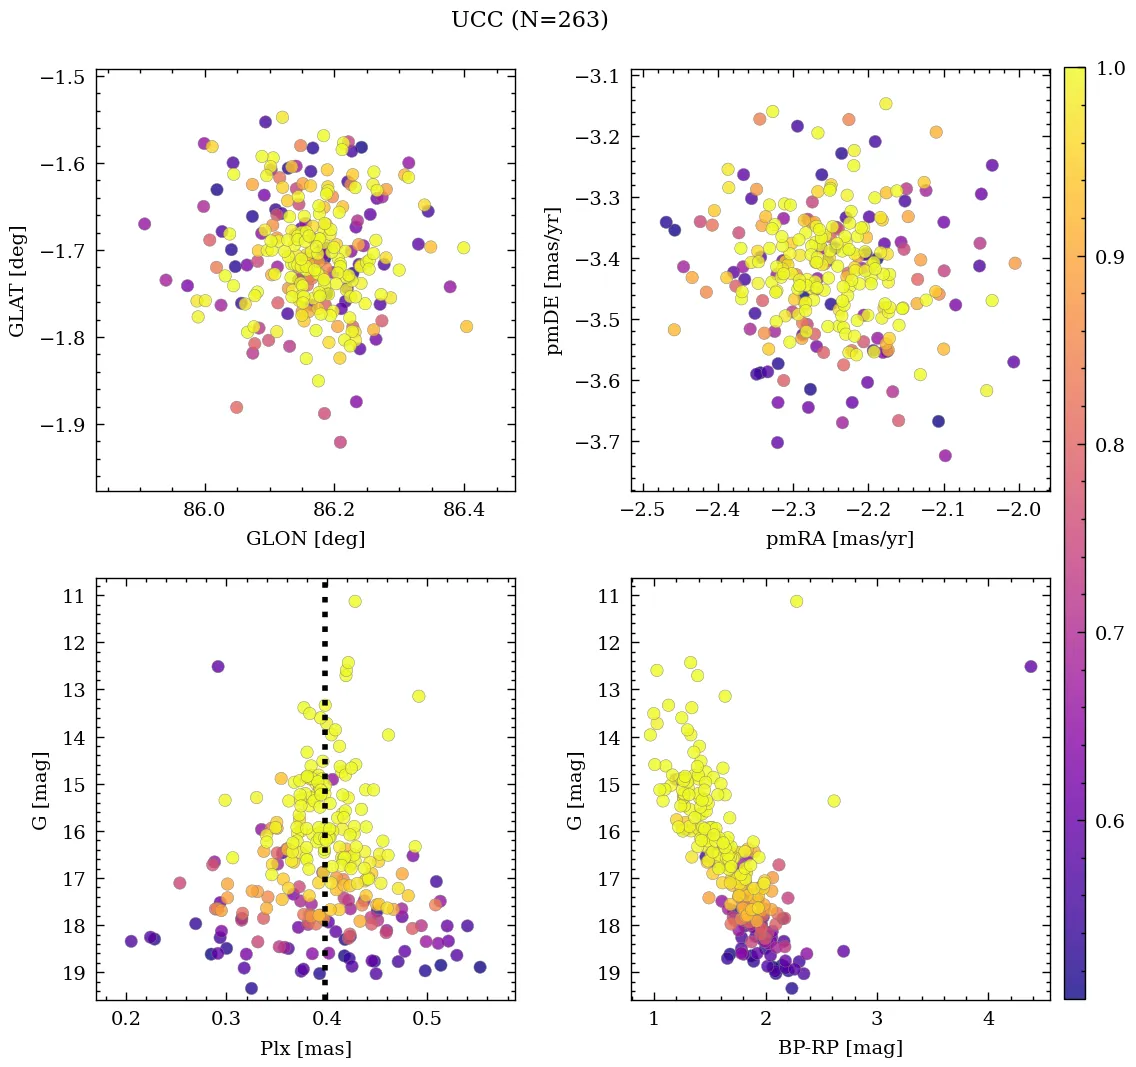 UCC (N=263)
−1.5
−1.6
−1.7
−1.8
−1.9
GLAT [deg]
86.0 86.2 86.4
GLON [deg]
−3.1
−3.2
−3.3
−3.4
−3.5
−3.6
−3.7
pmDE [mas/yr]
−2.5 −2.4 −2.3 −2.2 −2.1 −2.0
pmRA [mas/yr]
1.0
0.9
0.8
0.7
0.6
11
12
13
14
15
16
17
18
19
G [mag]
0.2 0.3 0.4 0.5
Plx [mas]
11
12
13
14
15
16
17
18
19
G [mag]
1 2 3 4
BP-RP [mag]